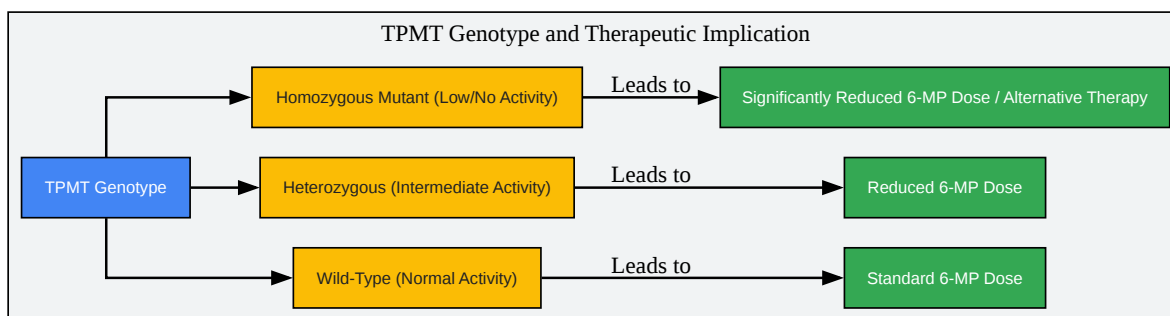 TPMT Genotype and Therapeutic Implication
Homozygous Mutant (Low/No Activity)
Leads to
Significantly Reduced 6-MP Dose / Alternative Therapy
TPMT Genotype
Heterozygous (Intermediate Activity)
Leads to
Reduced 6-MP Dose
Wild-Type (Normal Activity)
Leads to
Standard 6-MP Dose